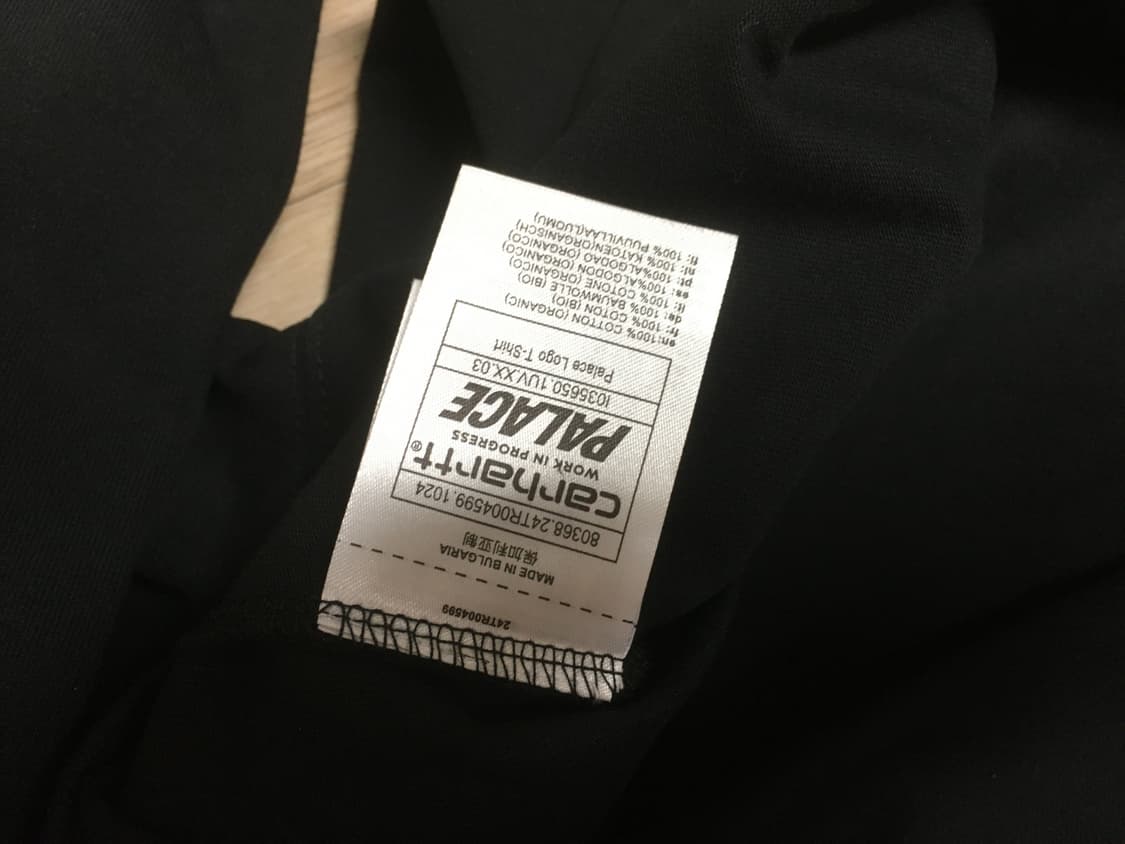 24TR004599
MADE IN BULGARIA
保加利亚制
80368.24TR004599.1024
carhartt®
WORK IN PROGRESS
PALACE
I035650.1UV.XX.03
Palace Logo T-Shirt
en:100% COTTON (ORGANIC)
fr: 100% COTON (BIO)
de: 100% BAUMWOLLE (BIO)
it: 100% COTONE (ORGANICO)
es: 100%ALGODON (ORGANICO)
pt: 100%ALGODAO (ORGANICO)
nl: 100% KATOEN(ORGANISCH)
fi: 100% PUUVILLAA(LUOMU)